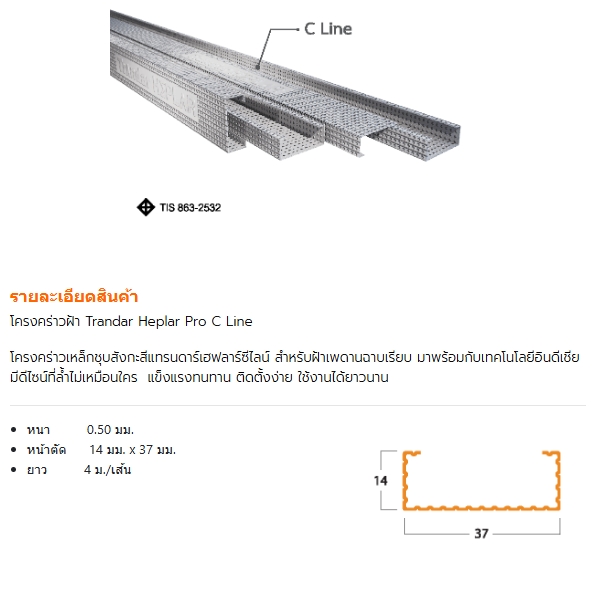 C Line
TIS 863-2532
รายละเอียดสินค้า
โครงคร่าวฝ้า Trandar Heplar Pro C Line
โครงคร่าวเหล็กชุบสังกะสีแทรนดาร์เฮฟลาร์ซีไลน์ สำหรับฝ้าเพดานฉาบเรียบ มาพร้อมกับเทคโนโลยีอินดีเซีย
มีดีไซน์ที่ล้ำไม่เหมือนใคร แข็งแรงทนทาน ติดตั้งง่าย ใช้งานได้ยาวนาน
• หนา 0.50 มม.
• หน้าตัด 14 มม. x 37 มม.
• ยาว 4 ม./เส้น
14
37